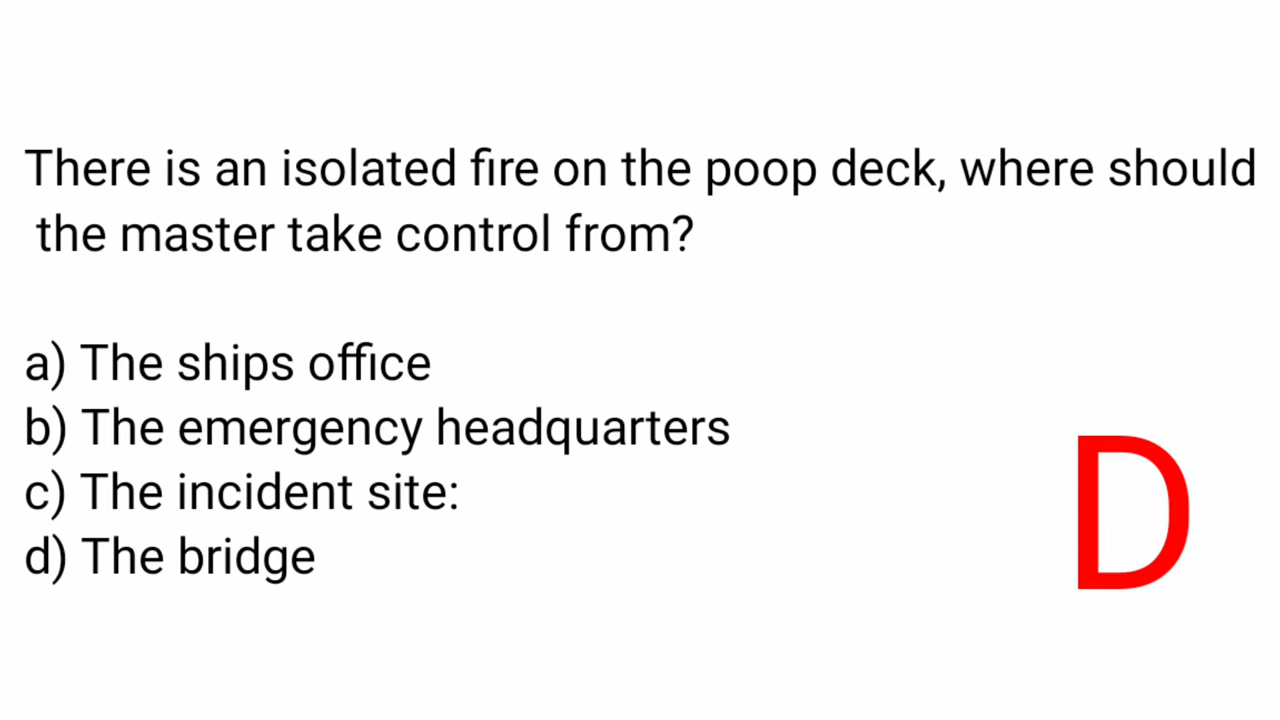 There is an isolated fire on the poop deck, where should
the master take control from?
a) The ships office
b) The emergency headquarters
c) The incident site:
d) The bridge
D